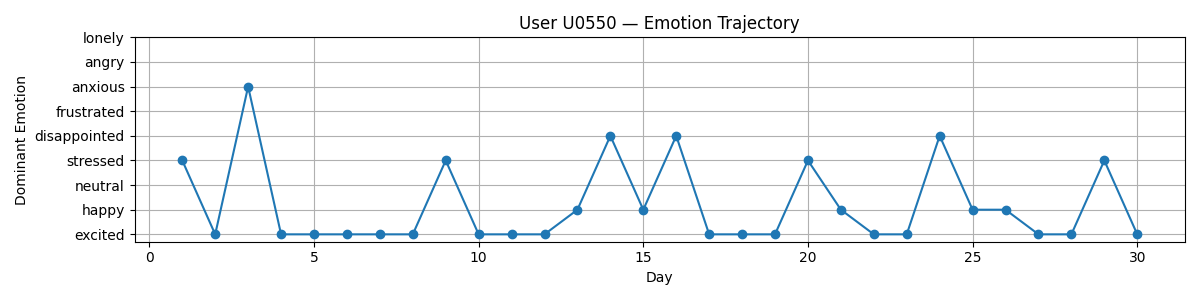 User U0550 — Emotion Trajectory
Dominant Emotion
lonely
angry
anxious
frustrated
disappointed
stressed
neutral
happy
excited
0 5 10 15 20 25 30
Day